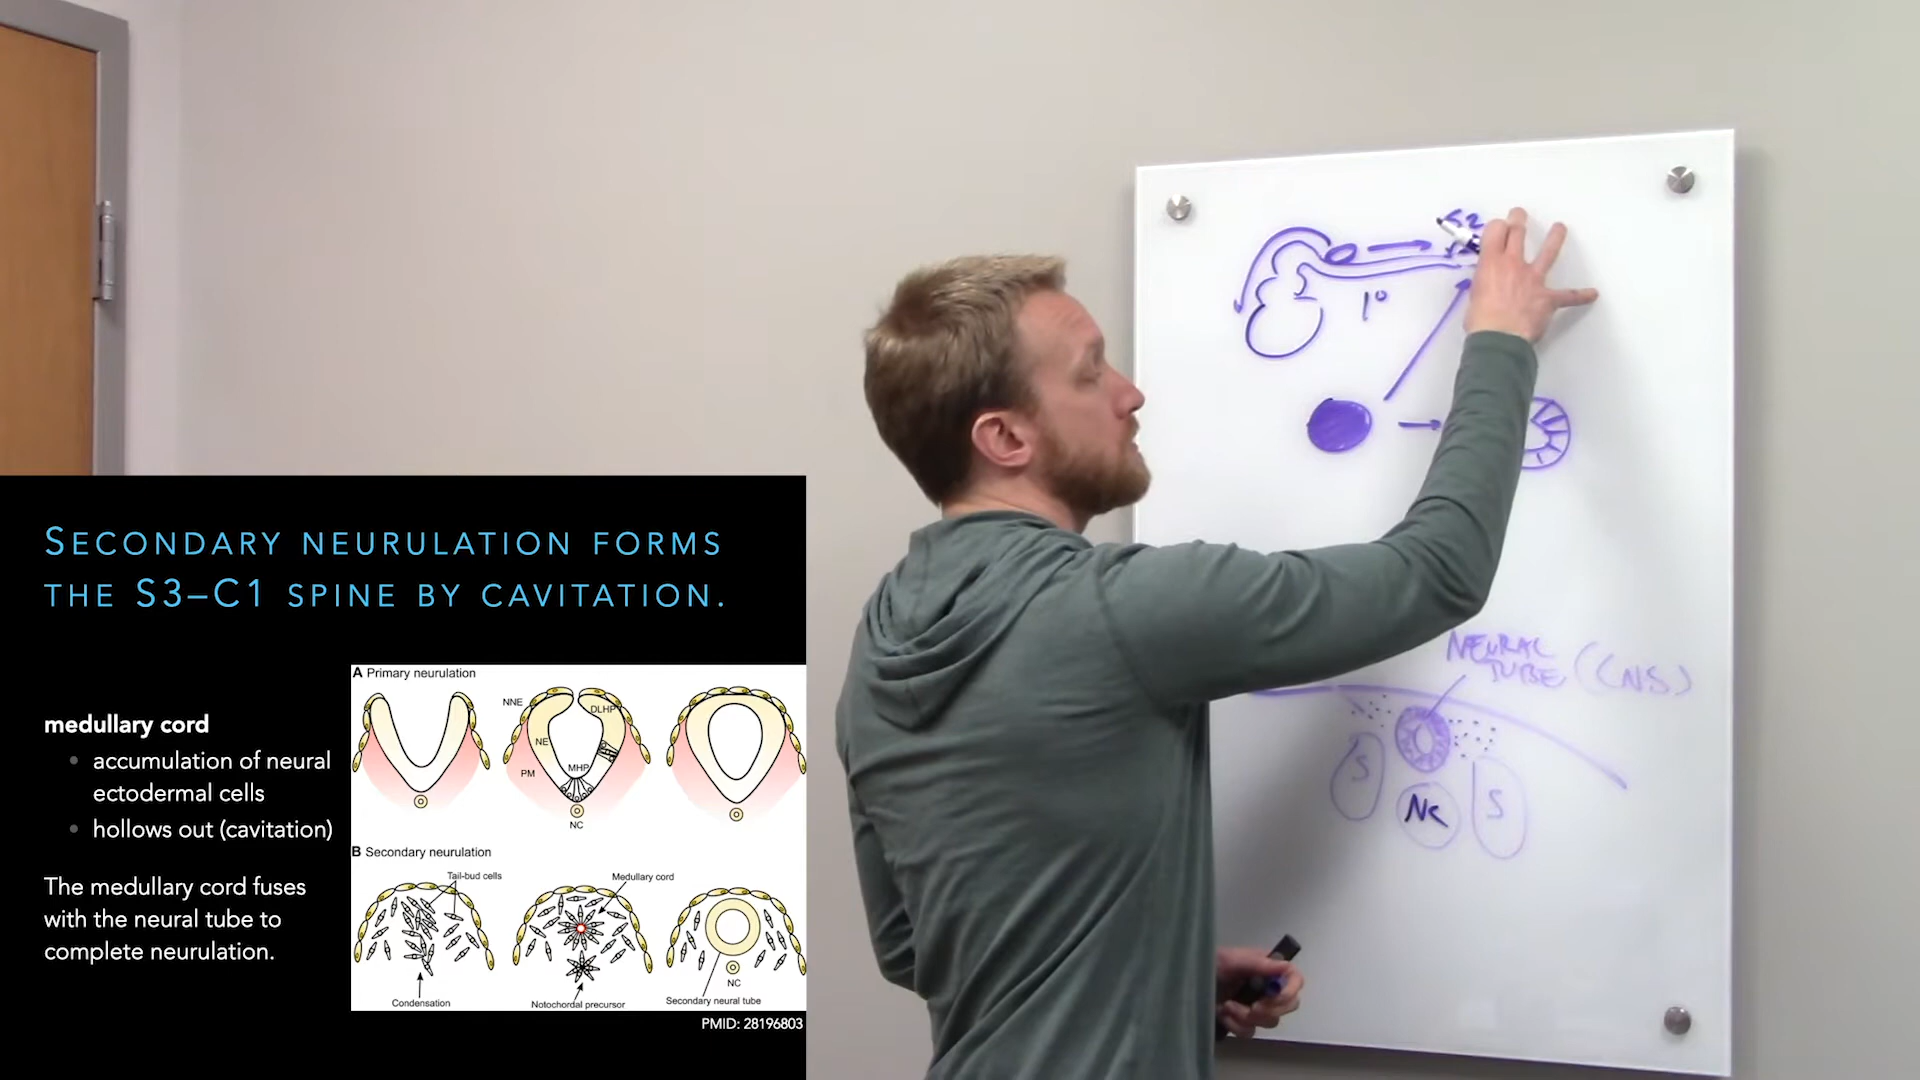 SECONDARY NEURULATION FORMS
THE S3–C1 SPINE BY CAVITATION.
medullary cord
• accumulation of neural
ectodermal cells
• hollows out (cavitation)
The medullary cord fuses
with the neural tube to
complete neurulation.
A Primary neurulation
NNE
DLHP
NE
MHP
PM
NC
B Secondary neurulation
Tail-bud cells
Medullary cord
NC
Condensation
Notochordal precursor
Secondary neural tube
PMID: 28196803
S2
1°
NEURAL
TUBE (CNS)
S
NC
S